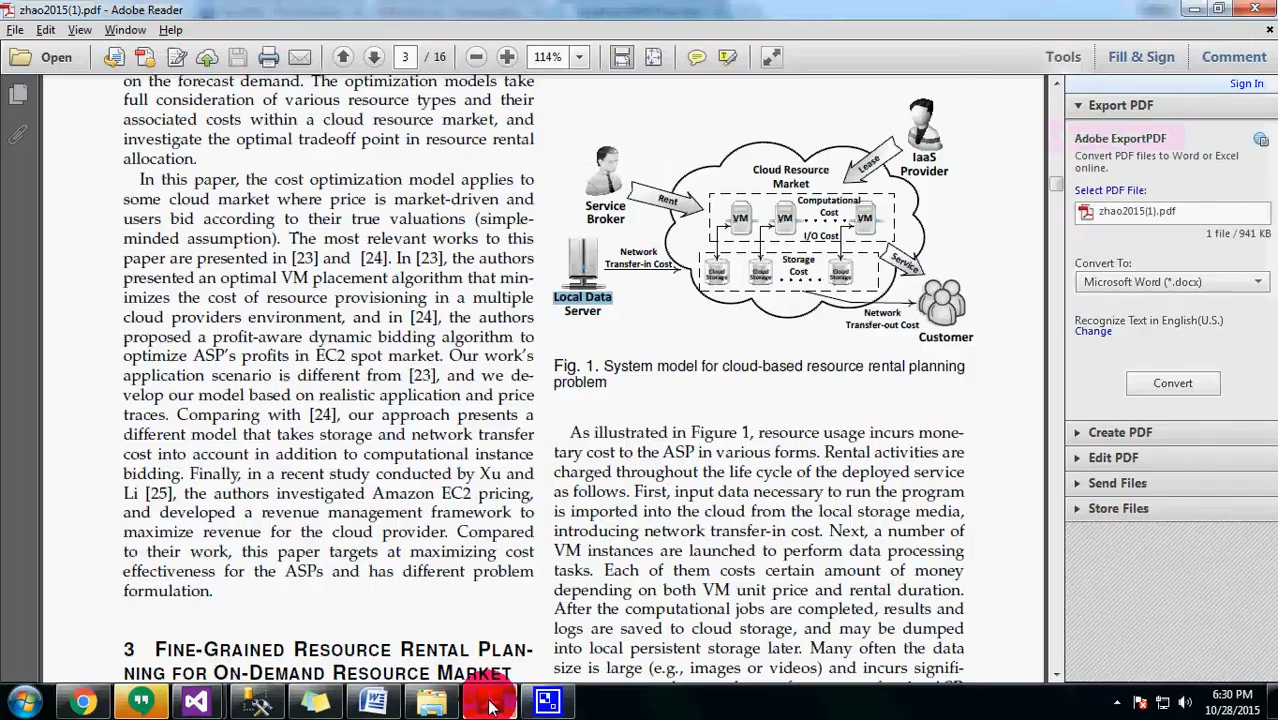 zhao2015(1).pdf - Adobe Reader
File Edit View Window Help
Open 3 / 16 114% Tools Fill & Sign Comment
on the forecast demand. The optimization models take
full consideration of various resource types and their
associated costs within a cloud resource market, and
investigate the optimal tradeoff point in resource rental
allocation.
In this paper, the cost optimization model applies to
some cloud market where price is market-driven and
users bid according to their true valuations (simple-
minded assumption). The most relevant works to this
paper are presented in [23] and [24]. In [23], the authors
presented an optimal VM placement algorithm that min-
imizes the cost of resource provisioning in a multiple
cloud providers environment, and in [24], the authors
proposed a profit-aware dynamic bidding algorithm to
optimize ASP's profits in EC2 spot market. Our work's
application scenario is different from [23], and we de-
velop our model based on realistic application and price
traces. Comparing with [24], our approach presents a
different model that takes storage and network transfer
cost into account in addition to computational instance
bidding. Finally, in a recent study conducted by Xu and
Li [25], the authors investigated Amazon EC2 pricing,
and developed a revenue management framework to
maximize revenue for the cloud provider. Compared
to their work, this paper targets at maximizing cost
effectiveness for the ASPs and has different problem
formulation.
3 FINE-GRAINED RESOURCE RENTAL PLAN-
NING FOR ON-DEMAND RESOURCE MARKET
Service
Broker
Rent
Cloud Resource
Market
Lease
IaaS
Provider
Computational
Cost
VM VM VM
I/O Cost
Network
Transfer-in Cost
Storage
Cost
Cloud
Storage
Cloud
Storage
Cloud
Storage
Service
Local Data
Server
Network
Transfer-out Cost
Customer
Fig. 1. System model for cloud-based resource rental planning
problem
As illustrated in Figure 1, resource usage incurs mone-
tary cost to the ASP in various forms. Rental activities are
charged throughout the life cycle of the deployed service
as follows. First, input data necessary to run the program
is imported into the cloud from the local storage media,
introducing network transfer-in cost. Next, a number of
VM instances are launched to perform data processing
tasks. Each of them costs certain amount of money
depending on both VM unit price and rental duration.
After the computational jobs are completed, results and
logs are saved to cloud storage, and may be dumped
into local persistent storage later. Many often the data
size is large (e.g., images or videos) and incurs signifi-
Sign In
Export PDF
Adobe ExportPDF
Convert PDF files to Word or Excel
online.
Select PDF File:
zhao2015(1).pdf
1 file / 941 KB
Convert To:
Microsoft Word (*.docx)
Recognize Text in English(U.S.)
Change
Convert
Create PDF
Edit PDF
Send Files
Store Files
6:30 PM
10/28/2015